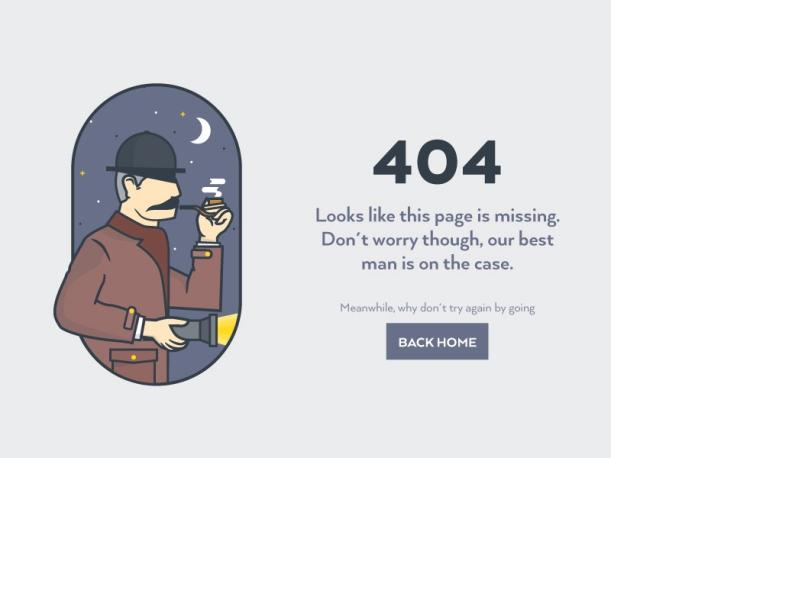 404
Looks like this page is missing.
Don´t worry though, our best
man is on the case.
Meanwhile, why don´t try again by going
BACK HOME